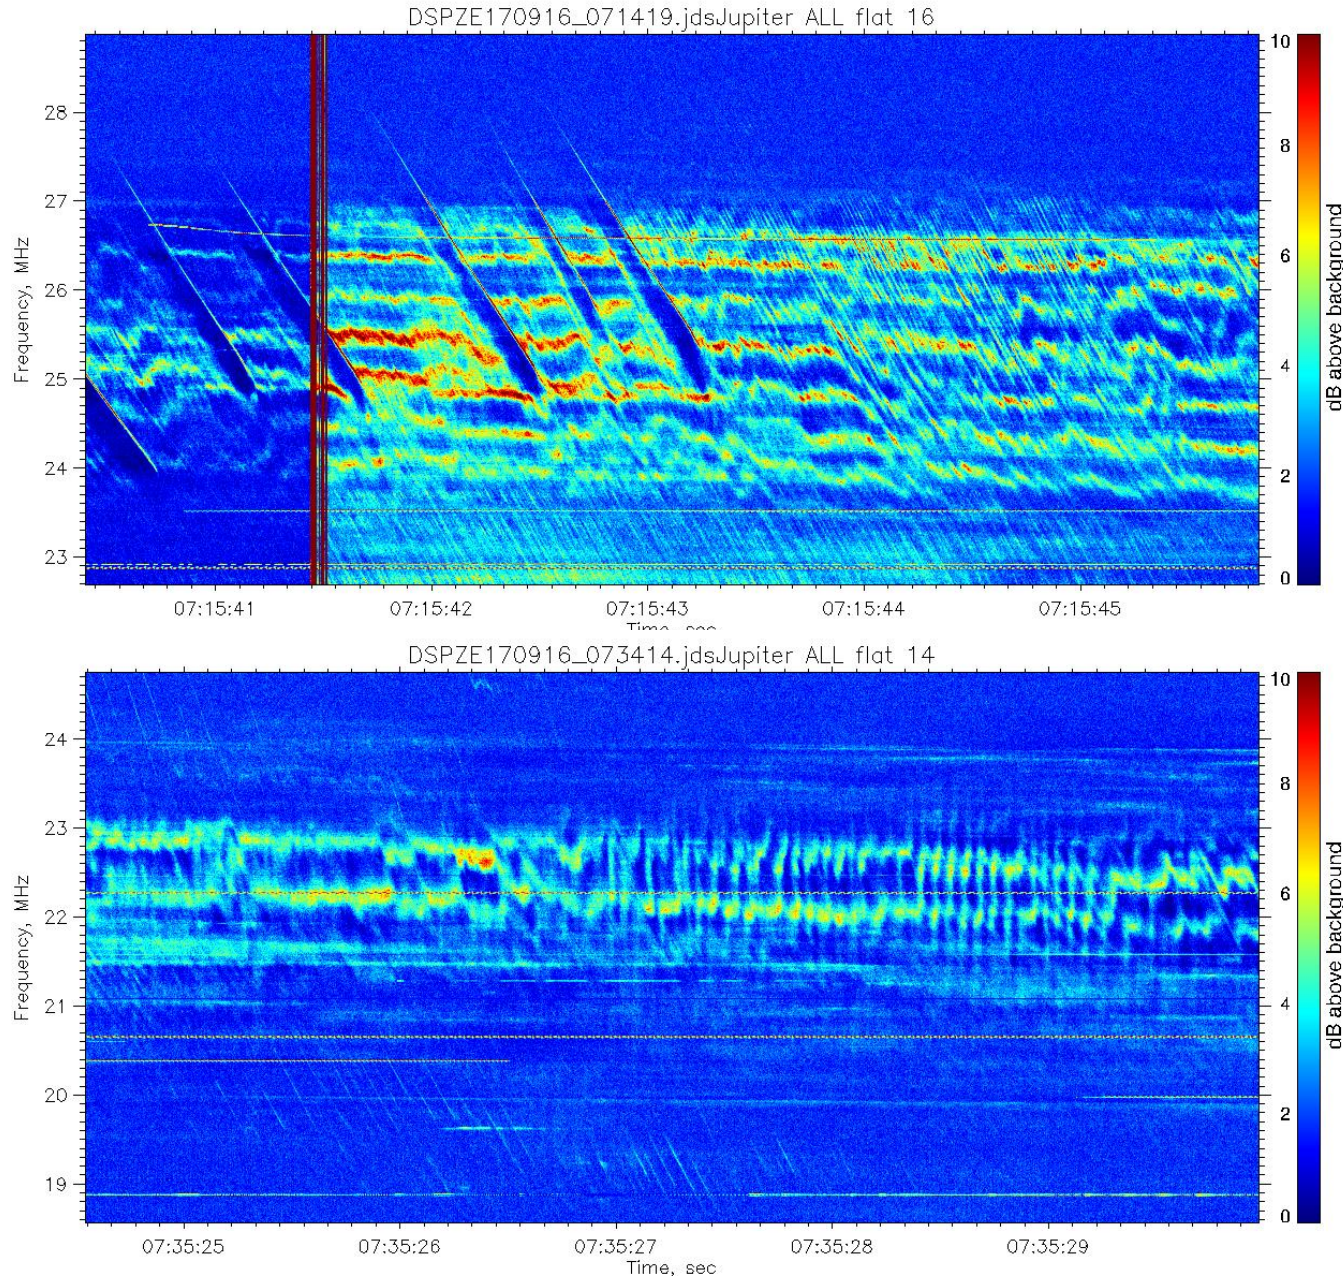 DSPZE170916_071419.jdsJupiter ALL flat 16
28
27
26
25
24
23
Frequency, MHz
07:15:41 07:15:42 07:15:43 07:15:44 07:15:45
Time, sec
10
8
6
4
2
0
dB above background
DSPZE170916_073414.jdsJupiter ALL flat 14
24
23
22
21
20
19
Frequency, MHz
07:35:25 07:35:26 07:35:27 07:35:28 07:35:29
Time, sec
10
8
6
4
2
0
dB above background